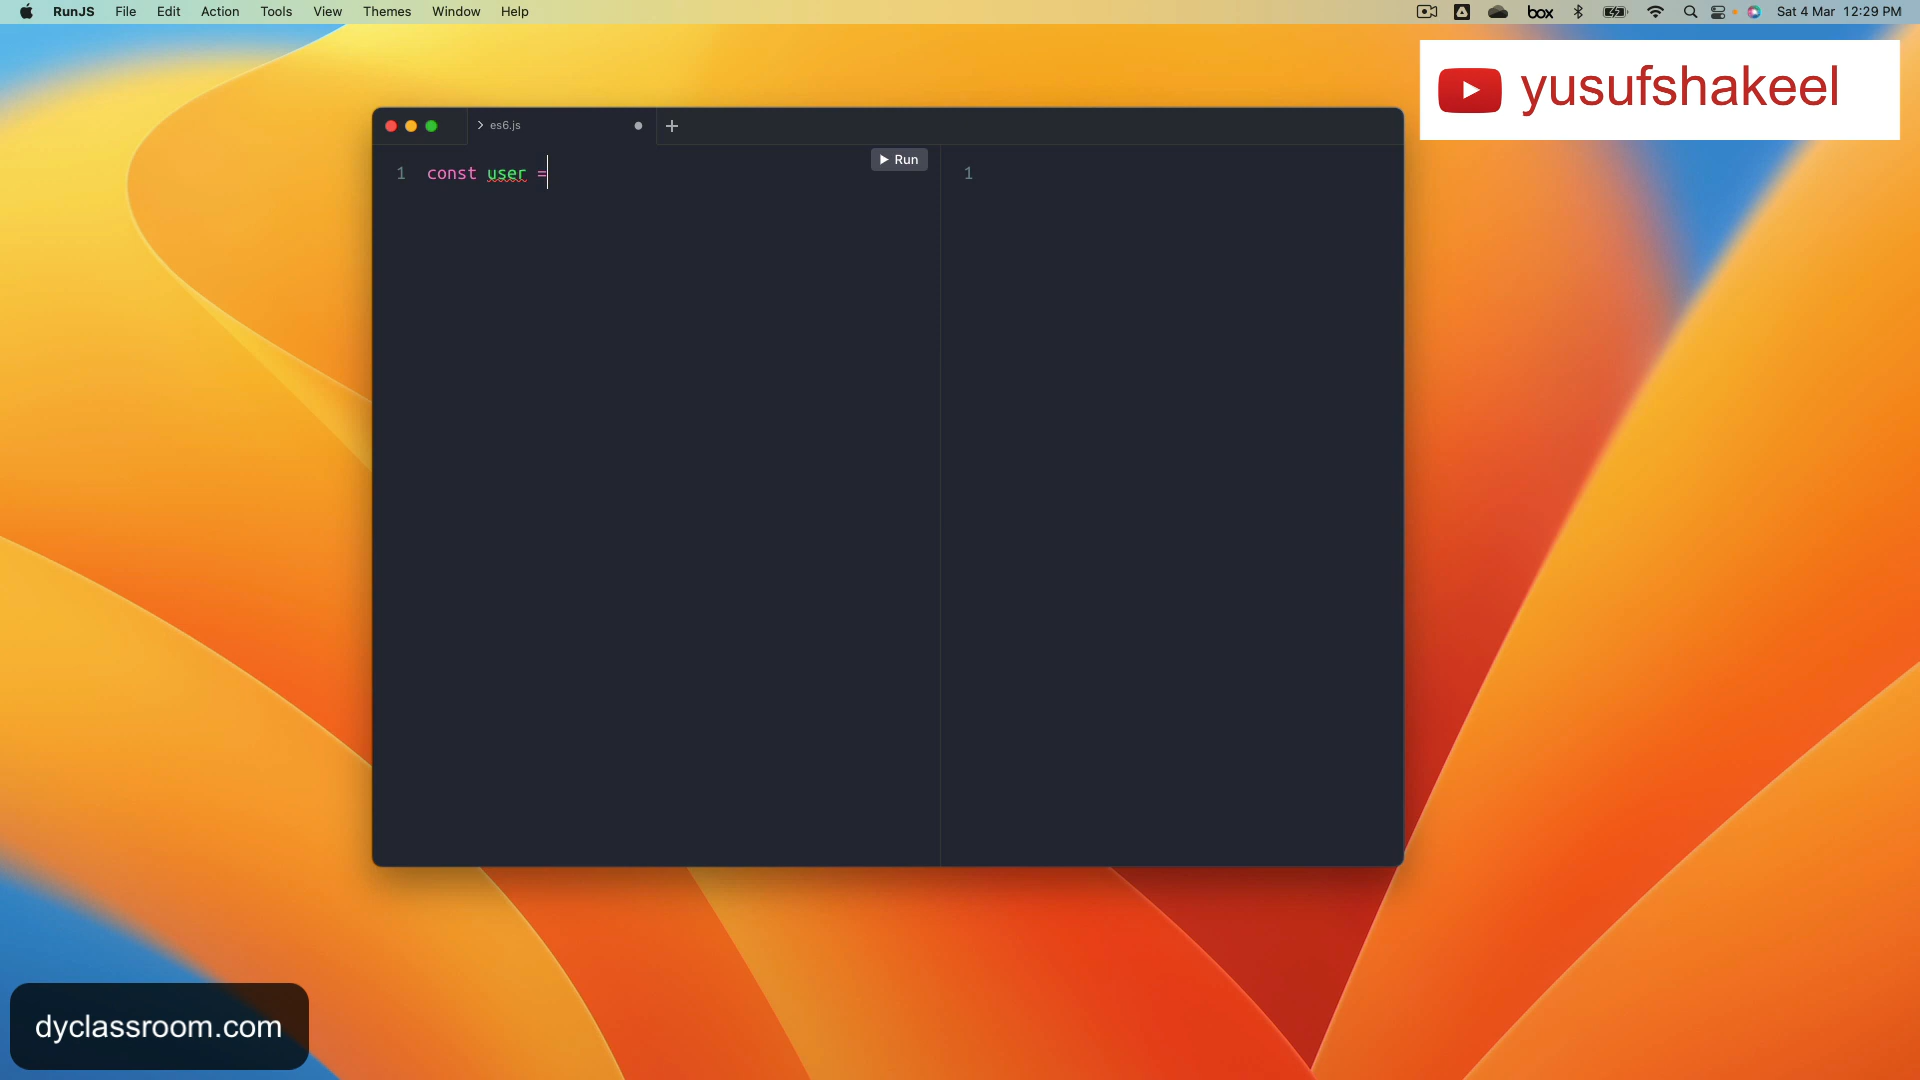 RunJS File Edit Action Tools View Themes Window Help box Sat 4 Mar 12:29 PM
yusufshakeel
es6.js
Run
1 const user =
1
dyclassroom.com